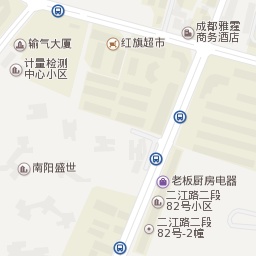 成都雅霆
商务酒店
输气大厦
红旗超市
计量检测
中心小区
南阳盛世
老板厨房电器
二江路二段
82号小区
二江路二段
82号-2幢